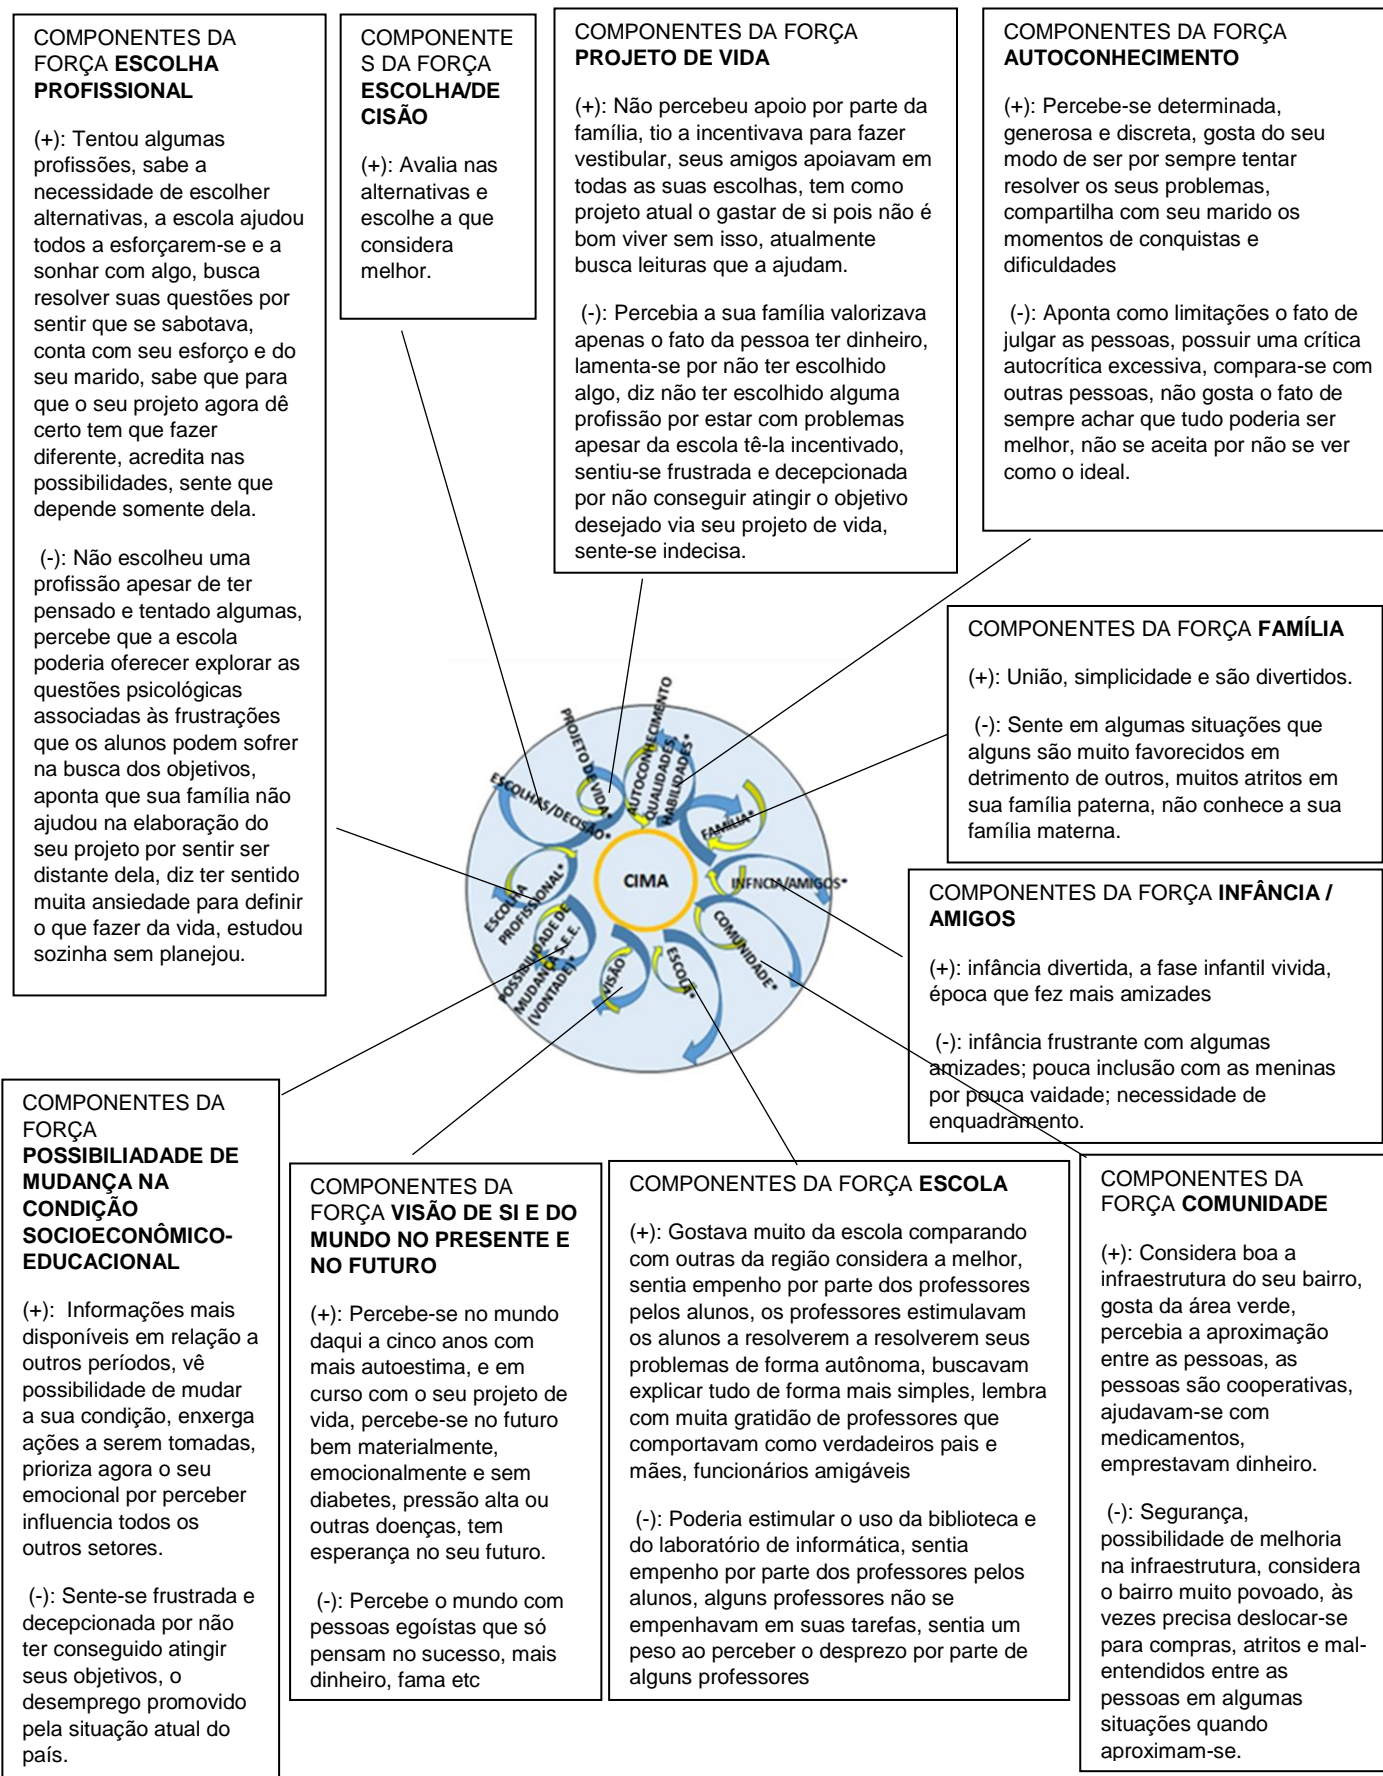 COMPONENTES DA
FORÇA ESCOLHA
PROFISSIONAL
(+): Tentou algumas
profissões, sabe a
necessidade de escolher
alternativas, a escola ajudou
todos a esforçarem-se e a
sonhar com algo, busca
resolver suas questões por
sentir que se sabotava,
conta com seu esforço e do
seu marido, sabe que para
que o seu projeto agora dê
certo tem que fazer
diferente, acredita nas
possibilidades, sente que
depende somente dela.
(-): Não escolheu uma
profissão apesar de ter
pensado e tentado algumas,
percebe que a escola
poderia oferecer explorar as
questões psicológicas
associadas às frustrações
que os alunos podem sofrer
na busca dos objetivos,
aponta que sua família não
ajudou na elaboração do
seu projeto por sentir ser
distante dela, diz ter sentido
muita ansiedade para definir
o que fazer da vida, estudou
sozinha sem planejou.
COMPONENTE
S DA FORÇA
ESCOLHA/DE
CISÃO
(+): Avalia nas
alternativas e
escolhe a que
considera
melhor.
COMPONENTES DA FORÇA
PROJETO DE VIDA
(+): Não percebeu apoio por parte da
família, tio a incentivava para fazer
vestibular, seus amigos apoiavam em
todas as suas escolhas, tem como
projeto atual o gastar de si pois não é
bom viver sem isso, atualmente
busca leituras que a ajudam.
(-): Percebia a sua família valorizava
apenas o fato da pessoa ter dinheiro,
lamenta-se por não ter escolhido
algo, diz não ter escolhido alguma
profissão por estar com problemas
apesar da escola tê-la incentivado,
sentiu-se frustrada e decepcionada
por não conseguir atingir o objetivo
desejado via seu projeto de vida,
sente-se indecisa.
COMPONENTES DA FORÇA
AUTOCONHECIMENTO
(+): Percebe-se determinada,
generosa e discreta, gosta do seu
modo de ser por sempre tentar
resolver os seus problemas,
compartilha com seu marido os
momentos de conquistas e
dificuldades
(-): Aponta como limitações o fato de
julgar as pessoas, possuir uma crítica
autocrítica excessiva, compara-se com
outras pessoas, não gosta o fato de
sempre achar que tudo poderia ser
melhor, não se aceita por não se ver
como o ideal.
COMPONENTES DA FORÇA FAMÍLIA
(+): União, simplicidade e são divertidos.
(-): Sente em algumas situações que
alguns são muito favorecidos em
detrimento de outros, muitos atritos em
sua família paterna, não conhece a sua
família materna.
PROJETO DE VIDA*
AUTOCONHECIMENTO
QUALIDADES,
HABILIDADES*
ESCOLHAS/DECISÃO*
FAMÍLIA*
CIMA
INFNCIA/AMIGOS*
ESCOLHA
PROFISSIONAL*
COMUNIDADE*
POSSIBILIDADE DE
MUDANÇA S.E.E.
(VONTADE)*
VISÃO*
ESCOLA*
COMPONENTES DA FORÇA INFÂNCIA /
AMIGOS
(+): infância divertida, a fase infantil vivida,
época que fez mais amizades
(-): infância frustrante com algumas
amizades; pouca inclusão com as meninas
por pouca vaidade; necessidade de
enquadramento.
COMPONENTES DA
FORÇA
POSSIBILIADADE DE
MUDANÇA NA
CONDIÇÃO
SOCIOECONÔMICO-
EDUCACIONAL
(+): Informações mais
disponíveis em relação a
outros períodos, vê
possibilidade de mudar
a sua condição, enxerga
ações a serem tomadas,
prioriza agora o seu
emocional por perceber
influencia todos os
outros setores.
(-): Sente-se frustrada e
decepcionada por não
ter conseguido atingir
seus objetivos, o
desemprego promovido
pela situação atual do
país.
COMPONENTES DA
FORÇA VISÃO DE SI E DO
MUNDO NO PRESENTE E
NO FUTURO
(+): Percebe-se no mundo
daqui a cinco anos com
mais autoestima, e em
curso com o seu projeto de
vida, percebe-se no futuro
bem materialmente,
emocionalmente e sem
diabetes, pressão alta ou
outras doenças, tem
esperança no seu futuro.
(-): Percebe o mundo com
pessoas egoístas que só
pensam no sucesso, mais
dinheiro, fama etc
COMPONENTES DA FORÇA ESCOLA
(+): Gostava muito da escola comparando
com outras da região considera a melhor,
sentia empenho por parte dos professores
pelos alunos, os professores estimulavam
os alunos a resolverem a resolverem seus
problemas de forma autônoma, buscavam
explicar tudo de forma mais simples, lembra
com muita gratidão de professores que
comportavam como verdadeiros pais e
mães, funcionários amigáveis
(-): Poderia estimular o uso da biblioteca e
do laboratório de informática, sentia
empenho por parte dos professores pelos
alunos, alguns professores não se
empenhavam em suas tarefas, sentia um
peso ao perceber o desprezo por parte de
alguns professores
COMPONENTES DA
FORÇA COMUNIDADE
(+): Considera boa a
infraestrutura do seu bairro,
gosta da área verde,
percebia a aproximação
entre as pessoas, as
pessoas são cooperativas,
ajudavam-se com
medicamentos,
emprestavam dinheiro.
(-): Segurança,
possibilidade de melhoria
na infraestrutura, considera
o bairro muito povoado, às
vezes precisa deslocar-se
para compras, atritos e mal-
entendidos entre as
pessoas em algumas
situações quando
aproximam-se.